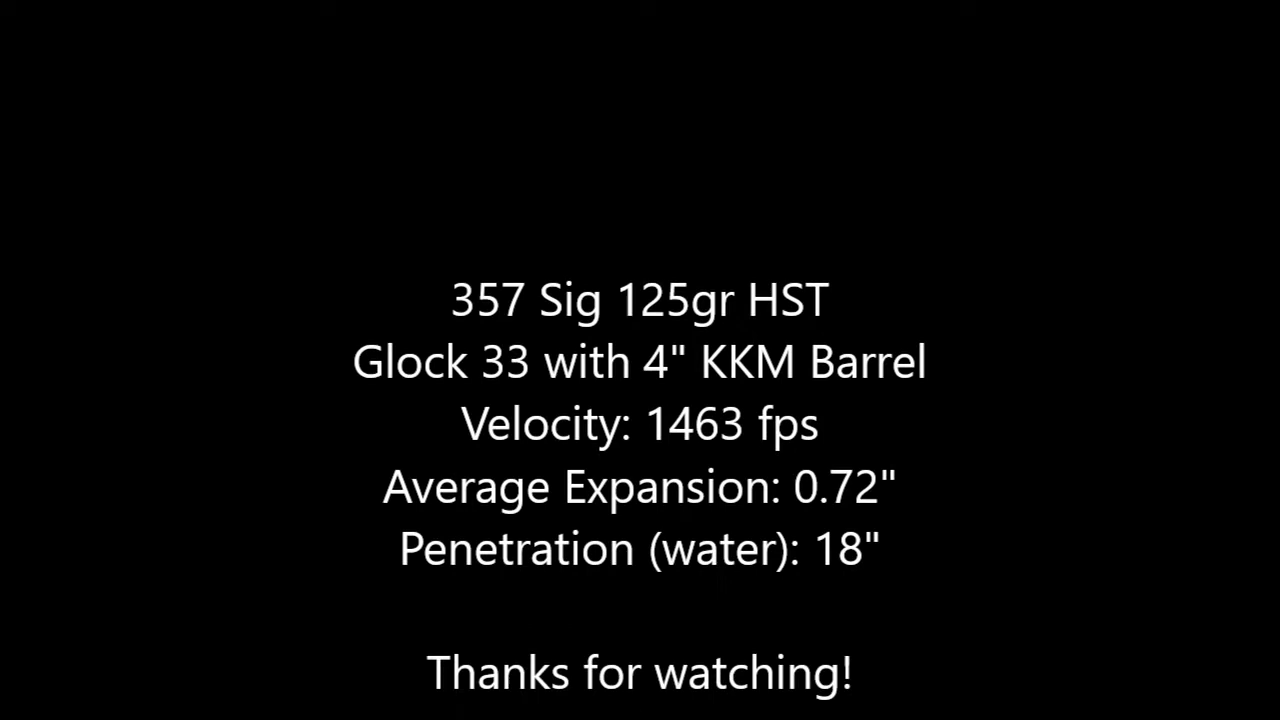 357 Sig 125gr HST
Glock 33 with 4" KKM Barrel
Velocity: 1463 fps
Average Expansion: 0.72"
Penetration (water): 18"
Thanks for watching!